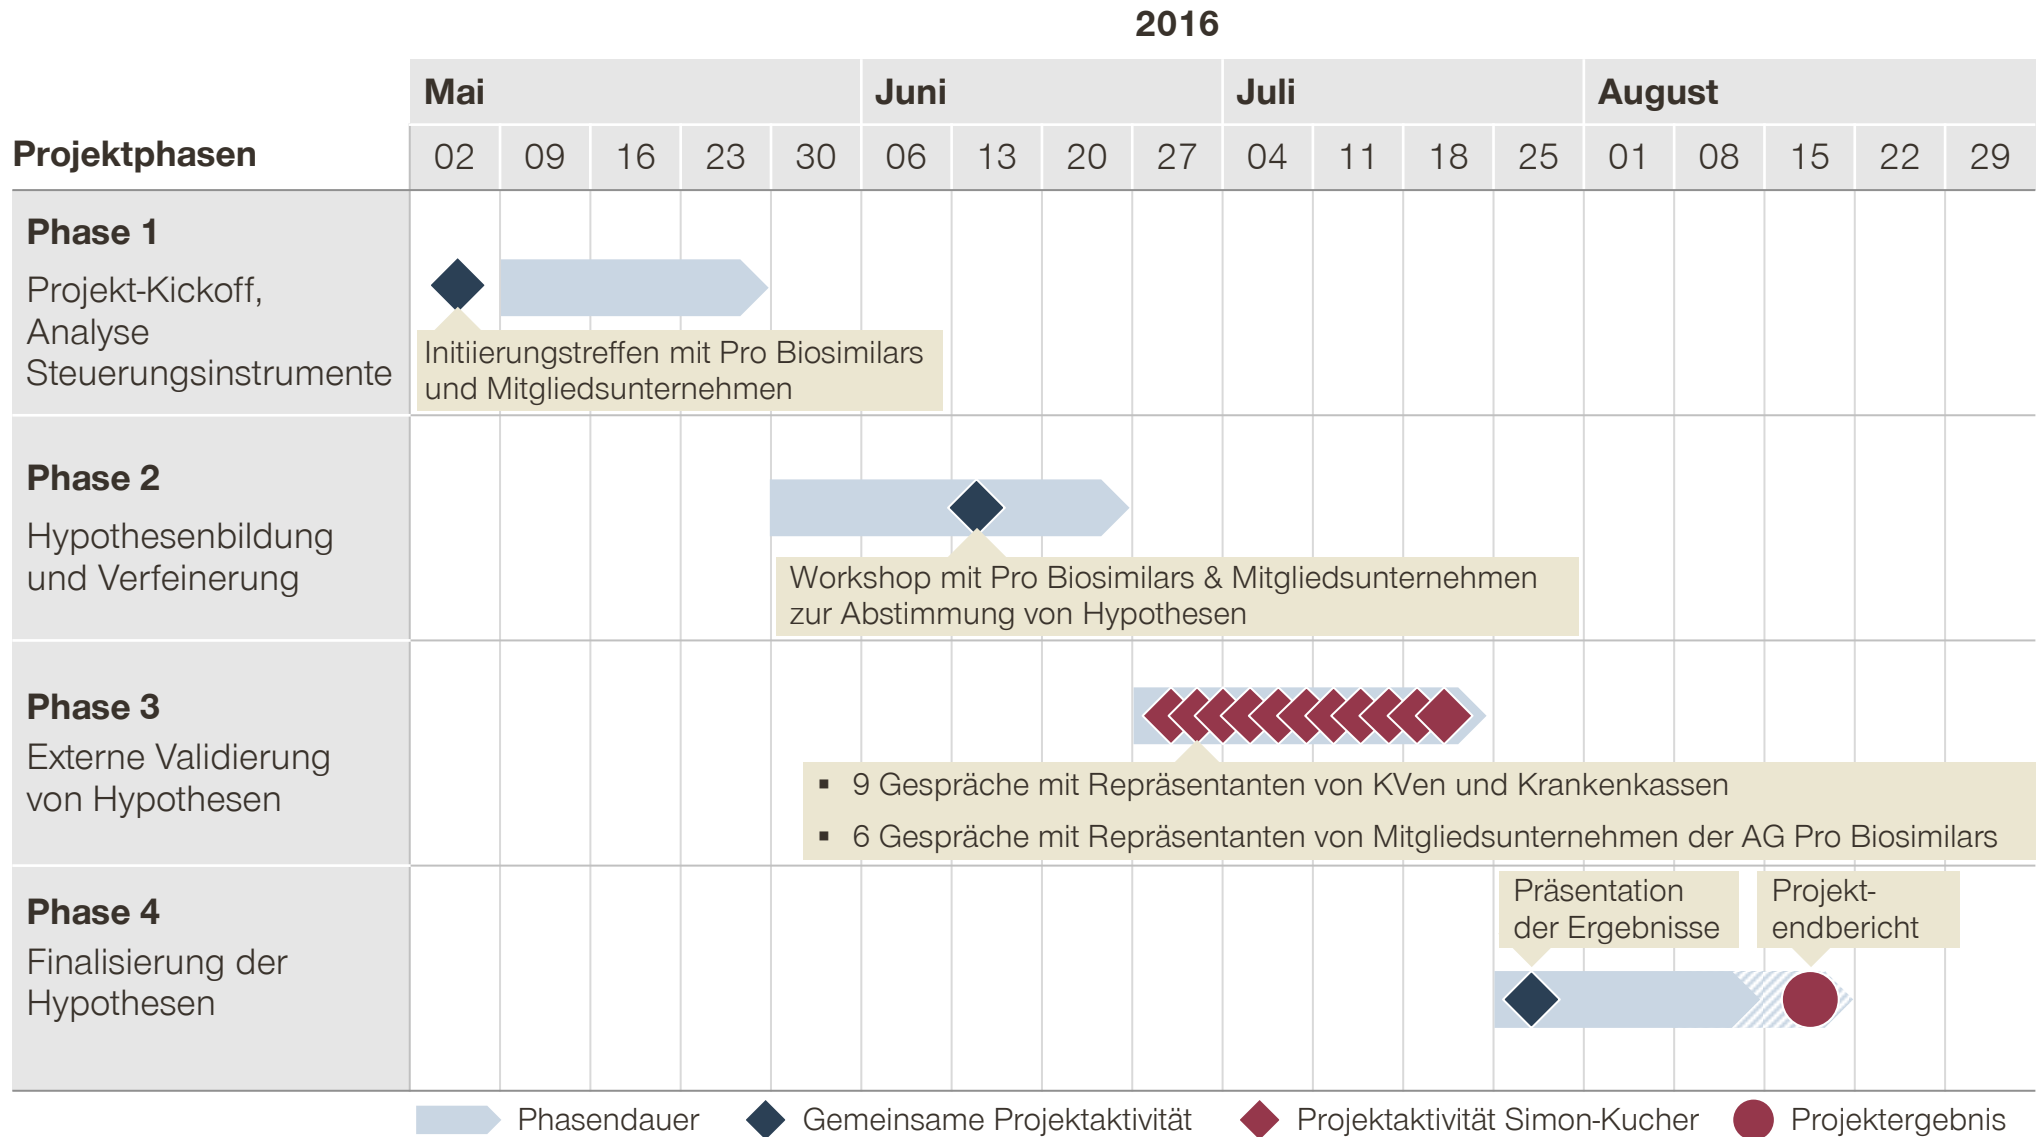 2016
Mai Juni Juli August
Projektphasen 02 09 16 23 30 06 13 20 27 04 11 18 25 01 08 15 22 29
Phase 1
Projekt-Kickoff,
Analyse
Steuerungsinstrumente
Initiierungstreffen mit Pro Biosimilars
und Mitgliedsunternehmen
Phase 2
Hypothesenbildung
und Verfeinerung
Workshop mit Pro Biosimilars & Mitgliedsunternehmen
zur Abstimmung von Hypothesen
Phase 3
Externe Validierung
von Hypothesen
▪ 9 Gespräche mit Repräsentanten von KVen und Krankenkassen
▪ 6 Gespräche mit Repräsentanten von Mitgliedsunternehmen der AG Pro Biosimilars
Phase 4
Finalisierung der
Hypothesen
Präsentation
der Ergebnisse
Projekt-
endbericht
Phasendauer Gemeinsame Projektaktivität Projektaktivität Simon-Kucher Projektergebnis